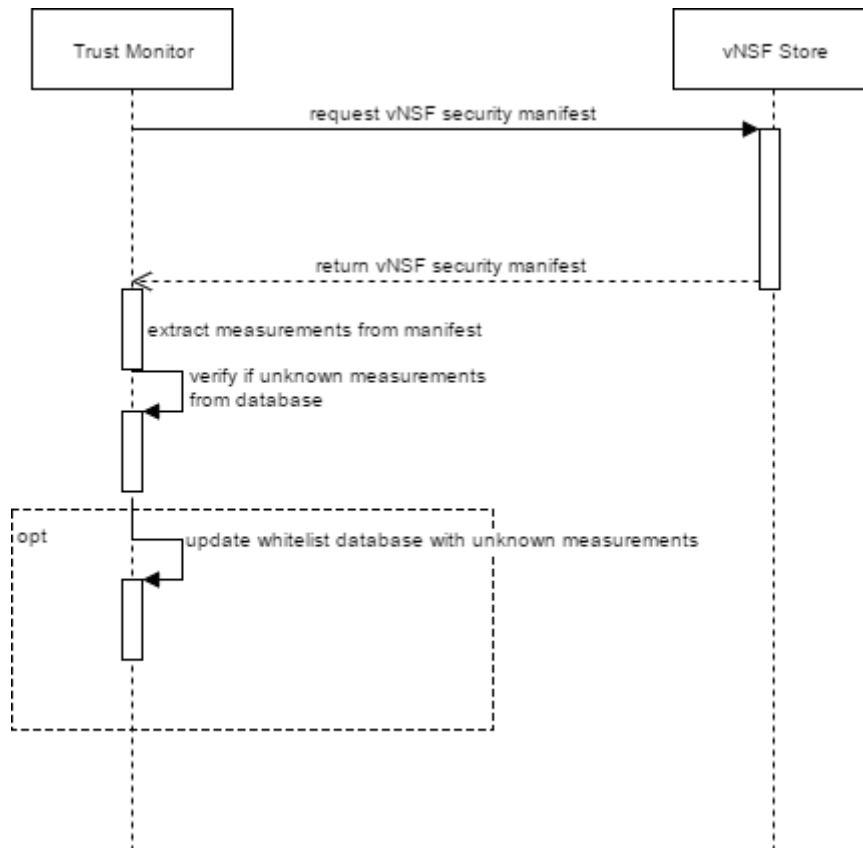 Trust Monitor
vNSF Store
request vNSF security manifest
return vNSF security manifest
extract measurements from manifest
verify if unknown measurements
from database
opt
update whitelist database with unknown measurements